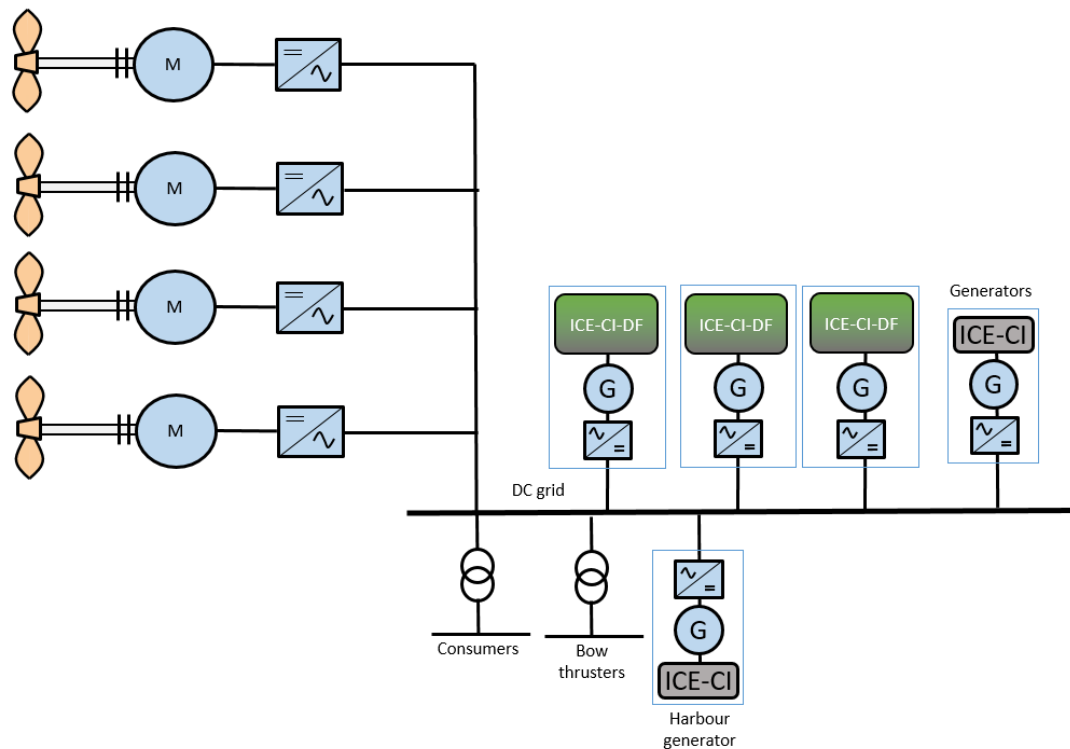 M
M
M
M
Generators
ICE-CI-DF
ICE-CI-DF
ICE-CI-DF
ICE-CI
G
G
G
G
DC grid
G
ICE-CI
Consumers
Bow
thrusters
Harbour
generator